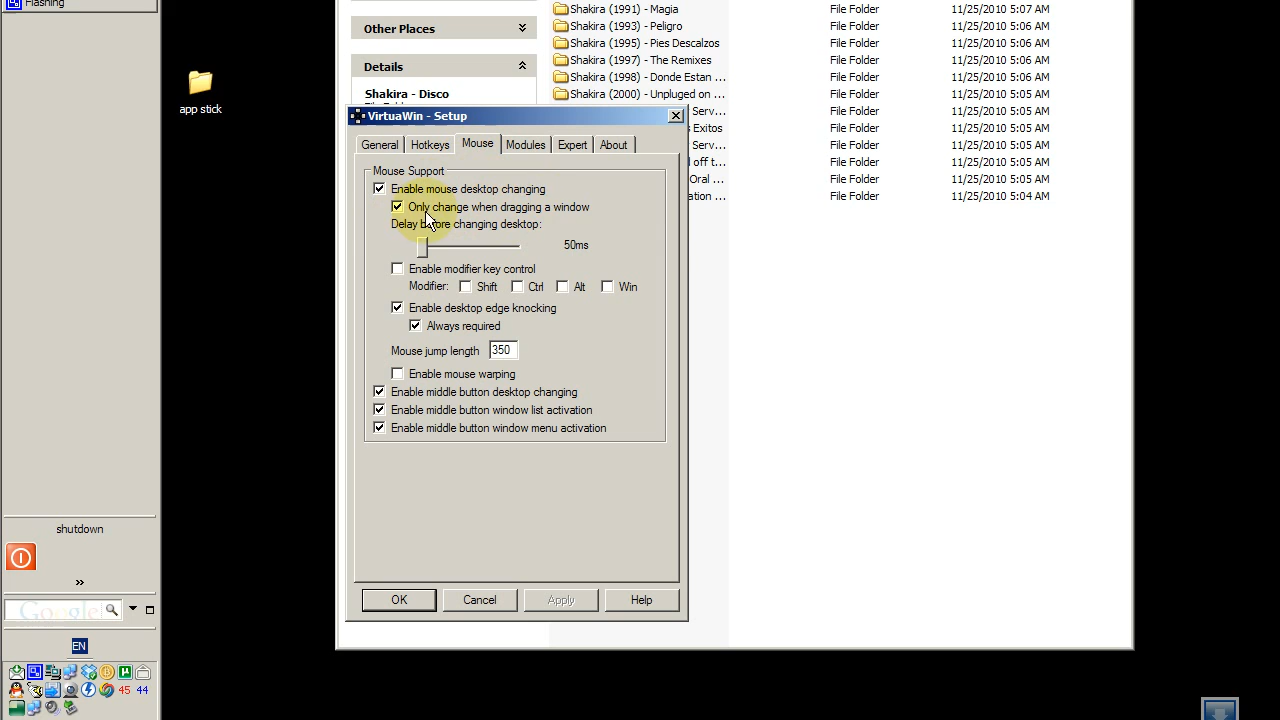 Flashing
app stick
shutdown
Google
EN
45 44
Other Places
Details
Shakira - Disco
Shakira (1991) - Magia File Folder 11/25/2010 5:07 AM
Shakira (1993) - Peligro File Folder 11/25/2010 5:06 AM
Shakira (1995) - Pies Descalzos File Folder 11/25/2010 5:06 AM
Shakira (1997) - The Remixes File Folder 11/25/2010 5:06 AM
Shakira (1998) - Donde Estan ... File Folder 11/25/2010 5:06 AM
Shakira (2000) - Unplugged on ... File Folder 11/25/2010 5:05 AM
Serv... File Folder 11/25/2010 5:05 AM
Exitos File Folder 11/25/2010 5:05 AM
Serv... File Folder 11/25/2010 5:05 AM
off t... File Folder 11/25/2010 5:05 AM
Oral ... File Folder 11/25/2010 5:05 AM
ation ... File Folder 11/25/2010 5:04 AM
VirtuaWin - Setup
General Hotkeys Mouse Modules Expert About
Mouse Support
Enable mouse desktop changing
Only change when dragging a window
Delay before changing desktop:
50ms
Enable modifier key control
Modifier: Shift Ctrl Alt Win
Enable desktop edge knocking
Always required
Mouse jump length 350
Enable mouse warping
Enable middle button desktop changing
Enable middle button window list activation
Enable middle button window menu activation
OK Cancel Apply Help